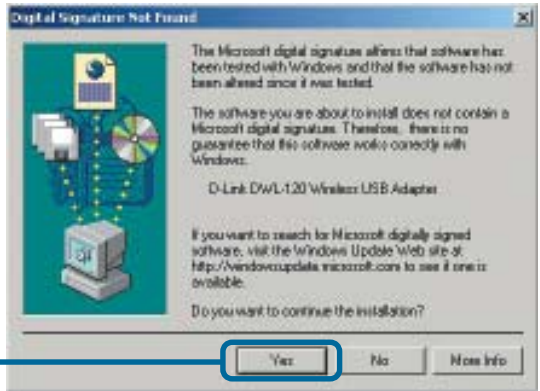 Digital Signature Not Found
The Microsoft digital signature affirms that software has
been tested with Windows and that the software has not
been altered since it was tested.
The software you are about to install does not contain a
Microsoft digital signature. Therefore, there is no
guarantee that this software works correctly with
Windows.
D-Link DWL-120 Wireless USB Adapter
If you want to search for Microsoft digitally signed
software, visit the Windows Update Web site at
http://windowsupdate.microsoft.com to see if one is
available.
Do you want to continue the installation?
Yes No More Info